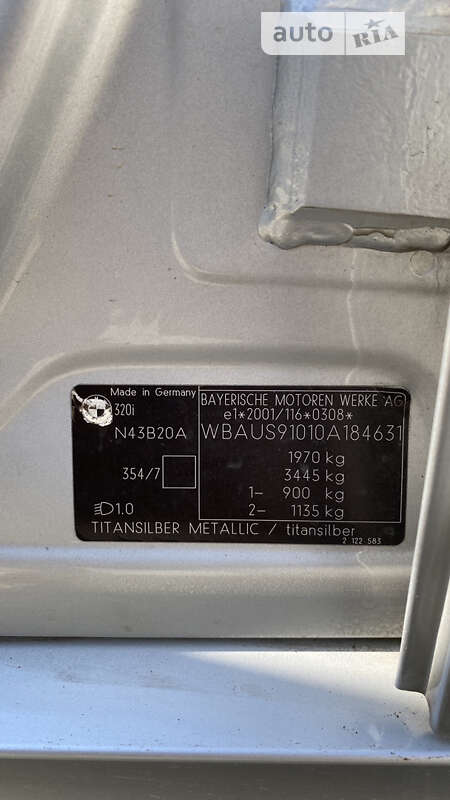 auto RIA
Made in Germany
320i
N43B20A
354/7
1.0
BAYERISCHE MOTOREN WERKE AG
e1*2001/116*0308*
WBAUS91010A184631
1970 kg
3445 kg
1- 900 kg
2- 1135 kg
TITANSILBER METALLIC / titansilber
2 122 583